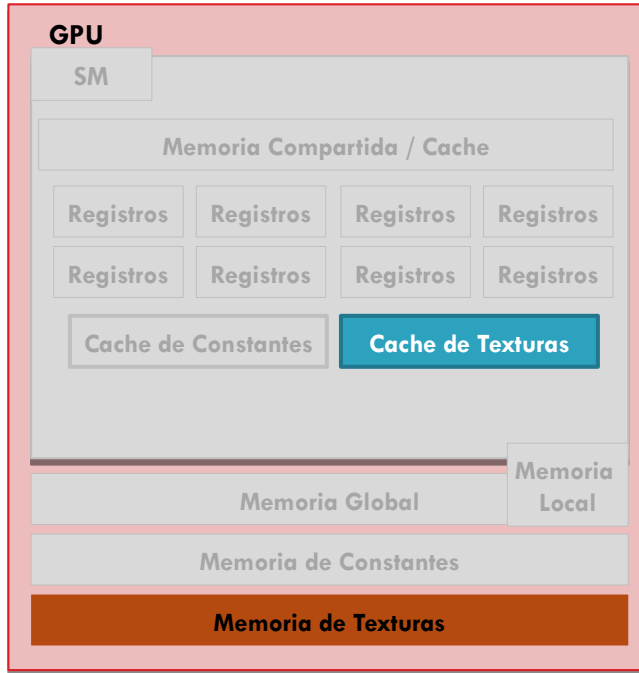 GPU
SM
Memoria Compartida / Cache
Registros Registros Registros Registros
Registros Registros Registros Registros
Cache de Constantes Cache de Texturas
Memoria Global
Memoria
Local
Memoria de Constantes
Memoria de Texturas